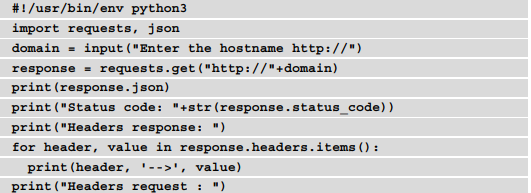 #!/usr/bin/env python3
import requests, json
domain = input("Enter the hostname http://")
response = requests.get("http://"+domain)
print(response.json)
print("Status code: "+str(response.status_code))
print("Headers response: ")
for header, value in response.headers.items():
  print(header, '-->', value)
print("Headers request : ")